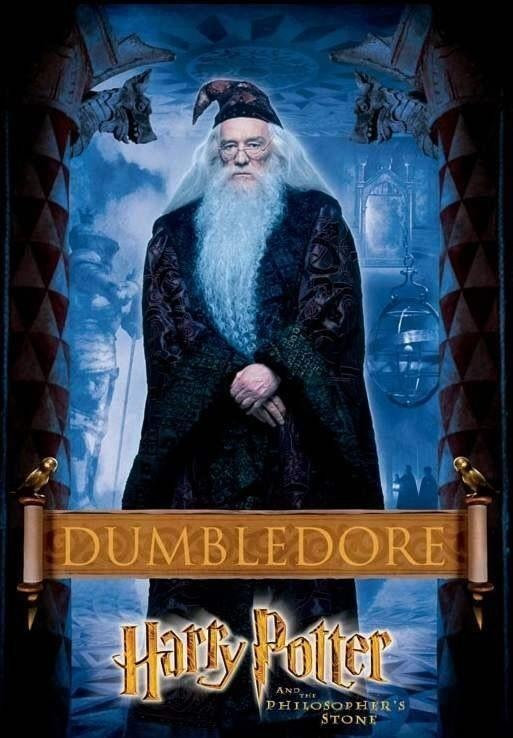 DUMBLEDORE
Harry Potter
AND THE
PHILOSOPHER'S
STONE